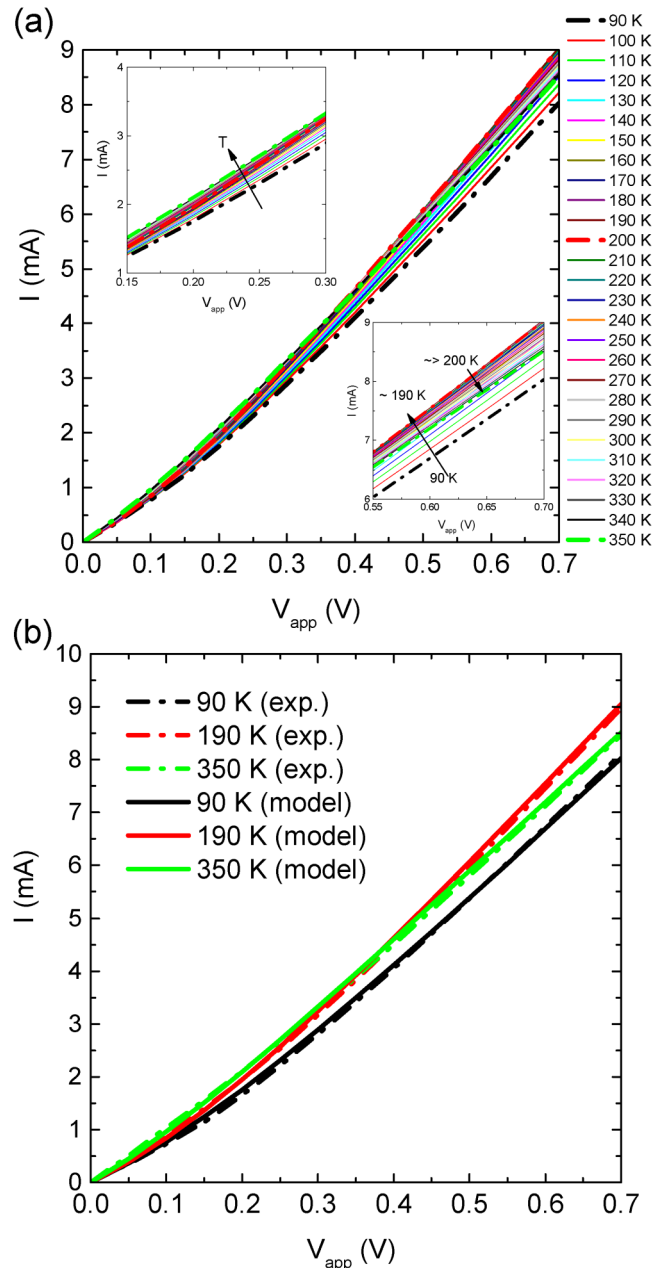 (a)
I (mA)
9
8
7
6
5
4
3
2
1
0
0.0 0.1 0.2 0.3 0.4 0.5 0.6 0.7
V_app (V)
I (mA)
4
3
2
1
0.15 0.20 0.25 0.30
V_app (V)
T
I (mA)
9
8
7
6
0.55 0.60 0.65 0.70
V_app (V)
~> 200 K
~ 190 K
90 K
90 K
100 K
110 K
120 K
130 K
140 K
150 K
160 K
170 K
180 K
190 K
200 K
210 K
220 K
230 K
240 K
250 K
260 K
270 K
280 K
290 K
300 K
310 K
320 K
330 K
340 K
350 K
(b)
I (mA)
10
9
8
7
6
5
4
3
2
1
0
0.0 0.1 0.2 0.3 0.4 0.5 0.6 0.7
V_app (V)
90 K (exp.)
190 K (exp.)
350 K (exp.)
90 K (model)
190 K (model)
350 K (model)